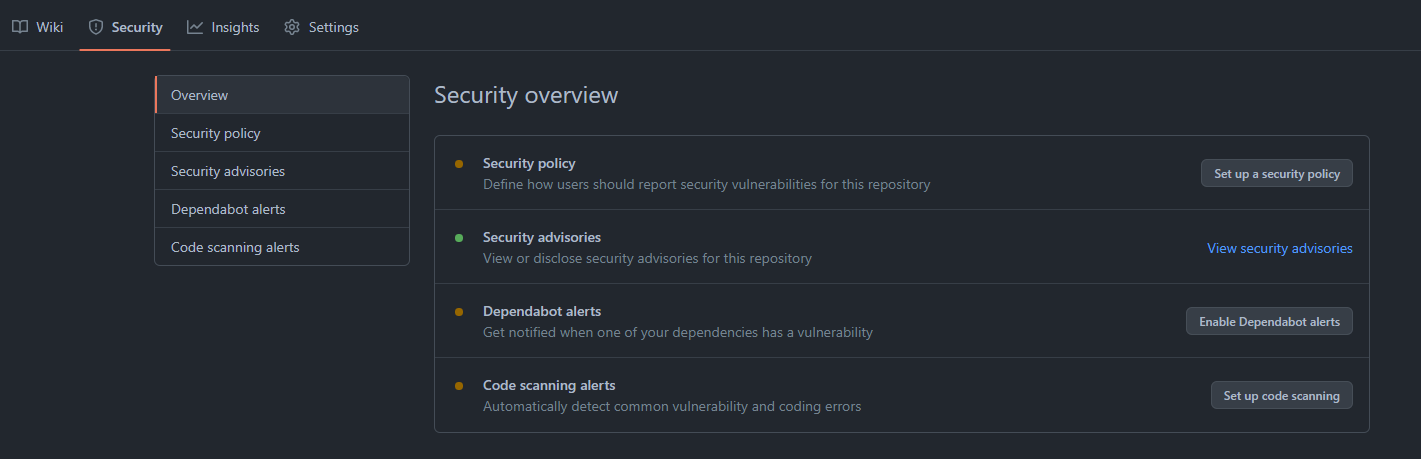 Wiki Security Insights Settings
Overview
Security policy
Security advisories
Dependabot alerts
Code scanning alerts
Security overview
Security policy
Define how users should report security vulnerabilities for this repository
Set up a security policy
Security advisories
View or disclose security advisories for this repository
View security advisories
Dependabot alerts
Get notified when one of your dependencies has a vulnerability
Enable Dependabot alerts
Code scanning alerts
Automatically detect common vulnerability and coding errors
Set up code scanning